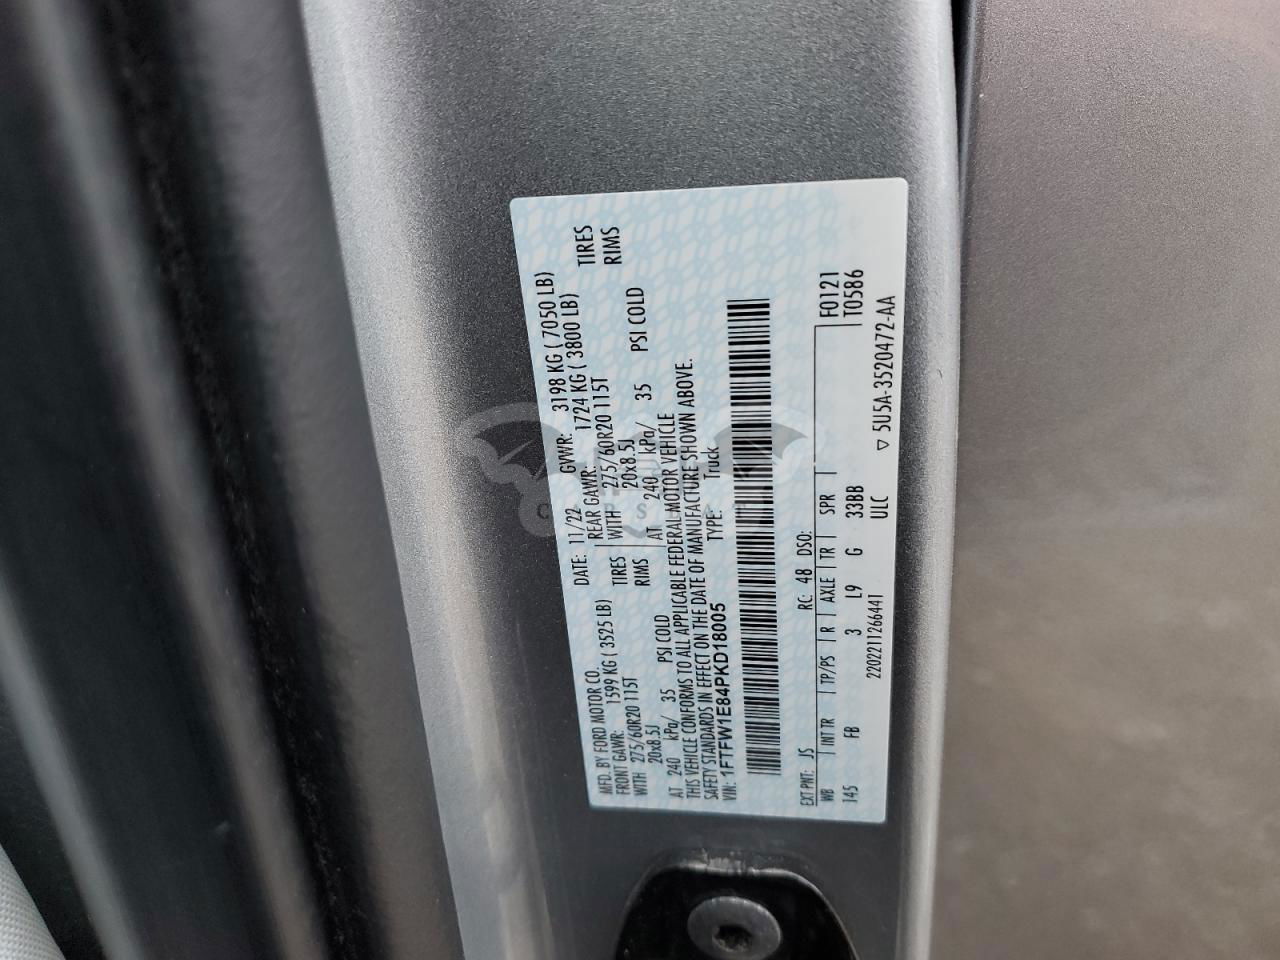 MFD. BY FORD MOTOR CO.
DATE: 11/22 GVWR: 3198 KG ( 7050 LB)
FRONT GAWR: 1599 KG ( 3525 LB) REAR GAWR: 1724 KG ( 3800 LB)
WITH 275/60R20 115T TIRES WITH 275/60R20 115T TIRES
20x8.5J RIMS 20x8.5J RIMS
AT 240 kPa/ 35 PSI COLD AT 240 kPa/ 35 PSI COLD
THIS VEHICLE CONFORMS TO ALL APPLICABLE FEDERAL MOTOR VEHICLE
SAFETY STANDARDS IN EFFECT ON THE DATE OF MANUFACTURE SHOWN ABOVE.
VIN: 1FTFW1E84PKD18005 TYPE: Truck
EXT PNT: JS RC: 48 DSO:
WB INT TR TP/PS R AXLE TR SPR F0121
145 FB 3 L9 G 33BB T0586
2202211266441 ULC ▽ 5U5A-3520472-AA